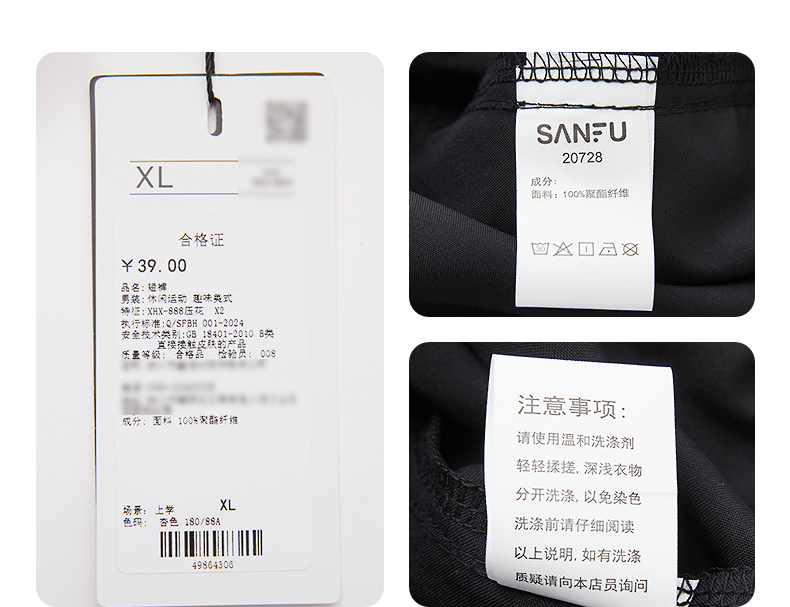 XL
合格证
￥39.00
品名:短裤
男装:休闲运动 趣味美式
特征:XHX-888压花 X2
执行标准:Q/SFBH 001-2024
安全技术类别:GB 18401-2010 B类
直接接触皮肤的产品
质量等级: 合格品 检验员: 008
成分: 面料 100%聚酯纤维
场景: 上学
XL
色码: 杏色 180/88A
49864306
SANFU
20728
成分:
面料: 100%聚酯纤维
30
注意事项:
请使用温和洗涤剂
轻轻揉搓, 深浅衣物
分开洗涤, 以免染色
洗涤前请仔细阅读
以上说明, 如有洗涤
质疑请向本店员询问